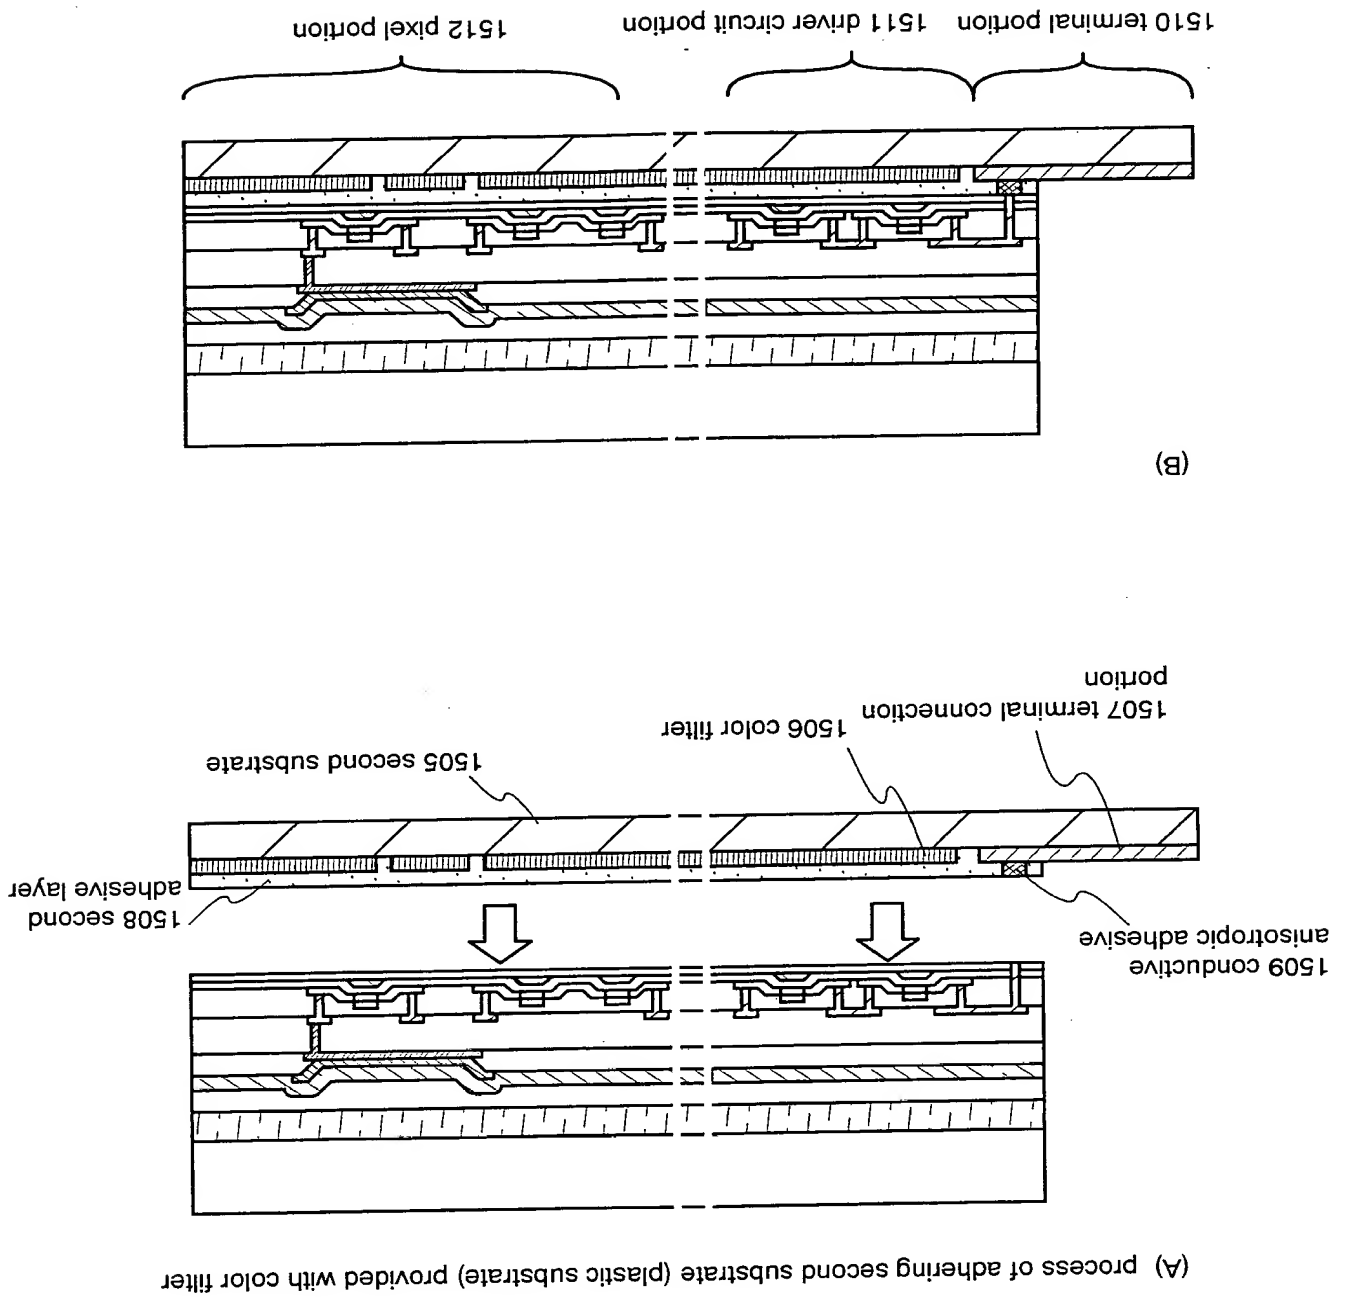 (A) process of adhering second substrate (plastic substrate) provided with color filter
1509 conductive
anisotropic adhesive
1508 second
adhesive layer
1505 second substrate
1506 color filter
1507 terminal connection
portion
(B)
1510 terminal portion
1511 driver circuit portion
1512 pixel portion